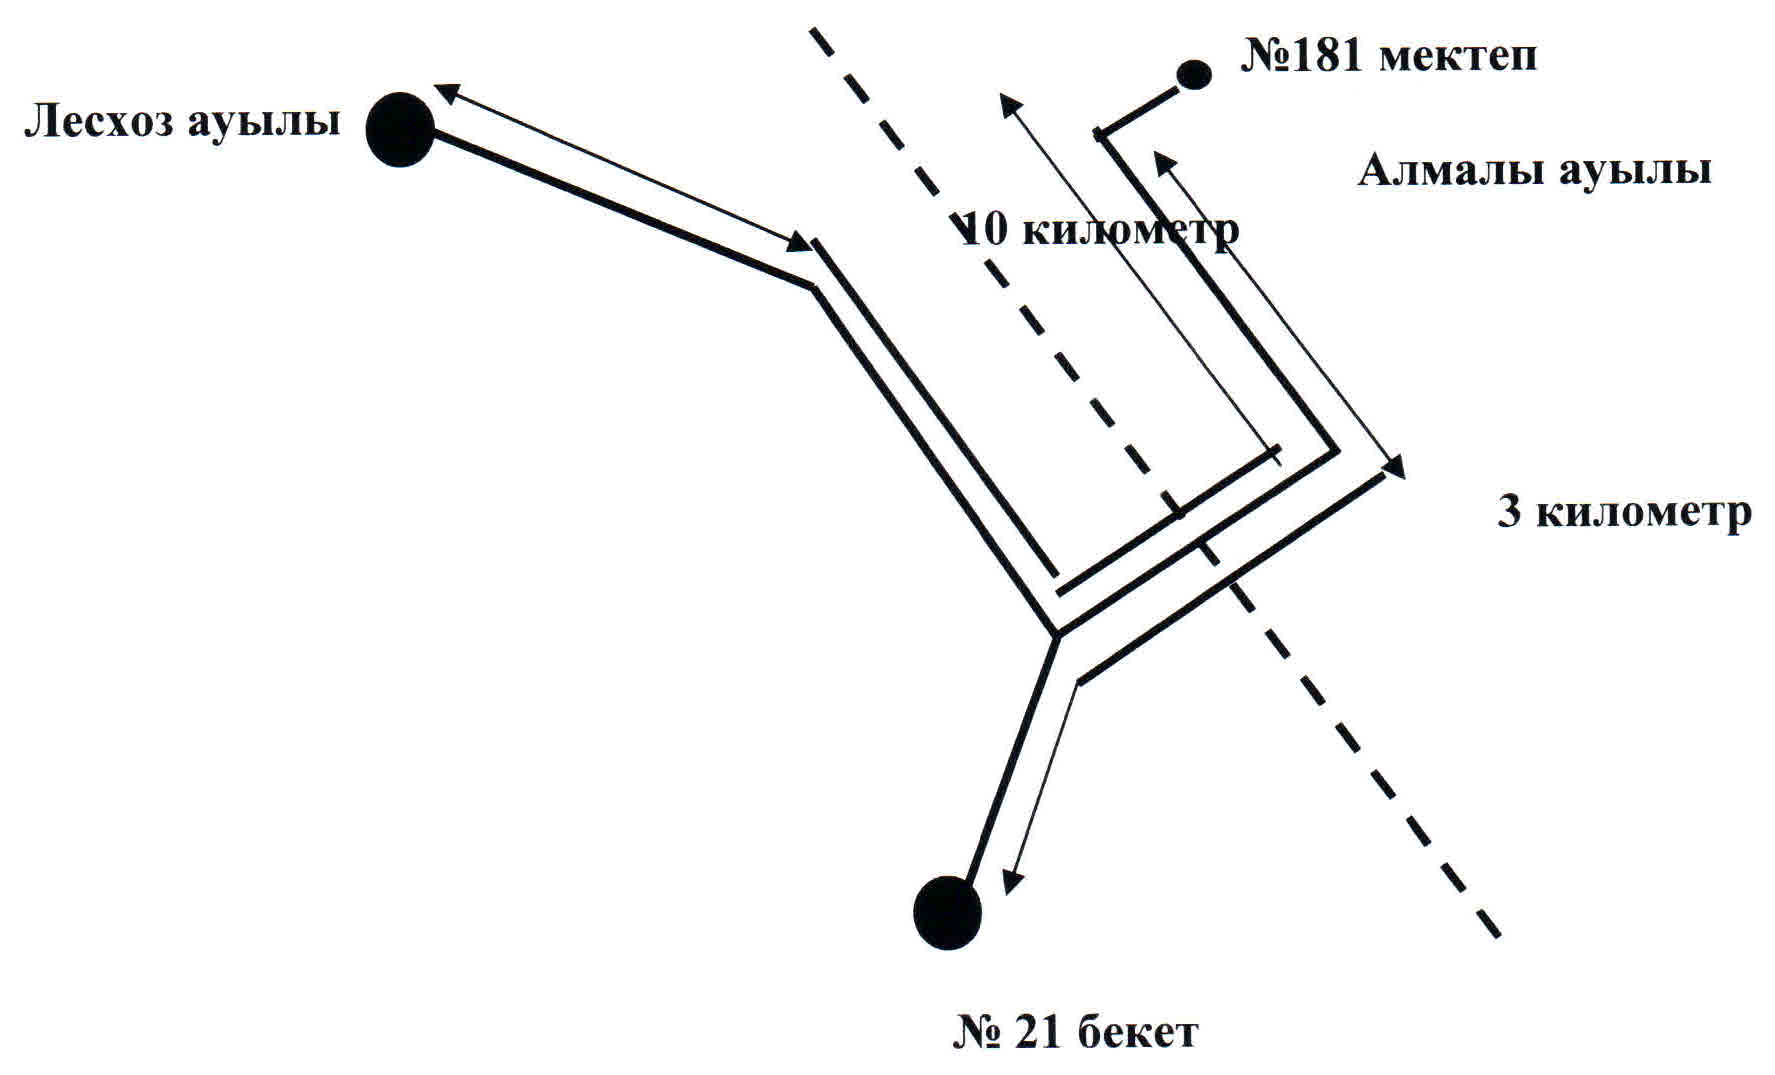 №181 мектеп
Лесхоз ауылы
Алмалы ауылы
10 километр
3 километр
№ 21 бекет